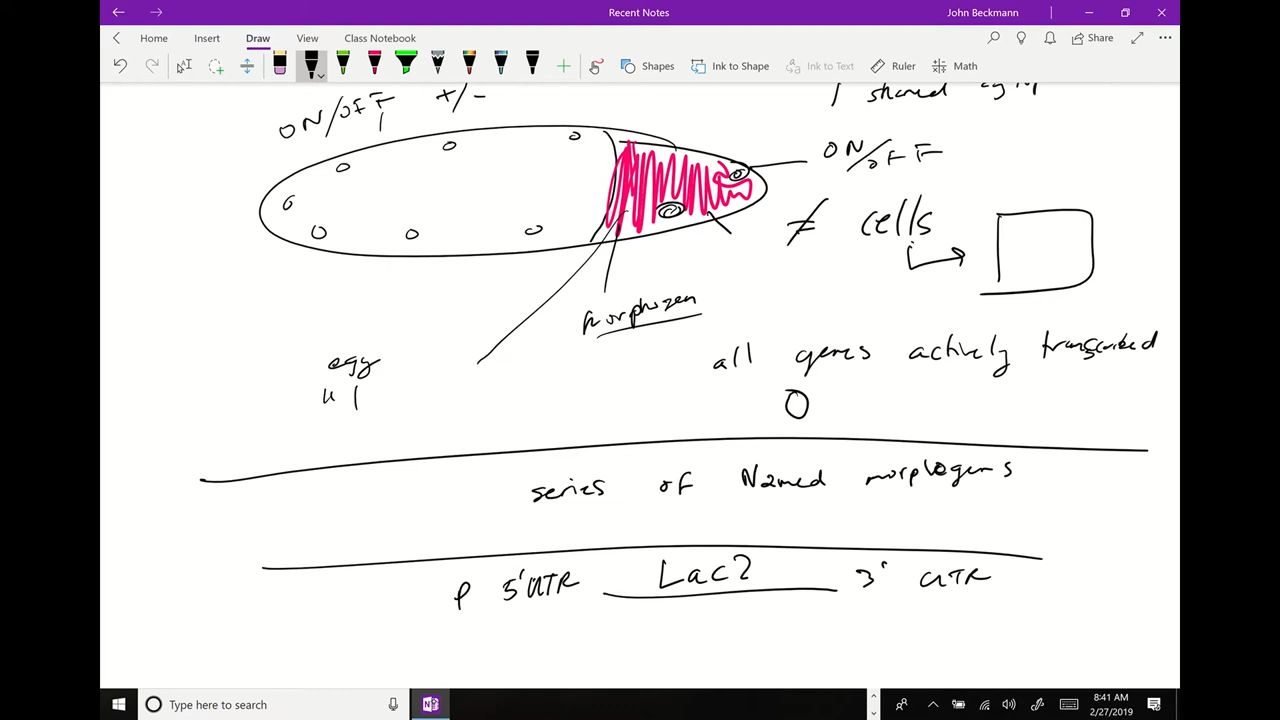 Recent Notes
John Beckmann
Home Insert Draw View Class Notebook
Share
Shapes Ink to Shape Ink to Text Ruler Math
ON/OFF +/-
1 shared
ON/OFF
≠ cells
morphogen
all genes actively transcribed
egg
series of Named morphogens
P 5' UTR LacZ 3' UTR
Type here to search
8:41 AM
2/27/2019